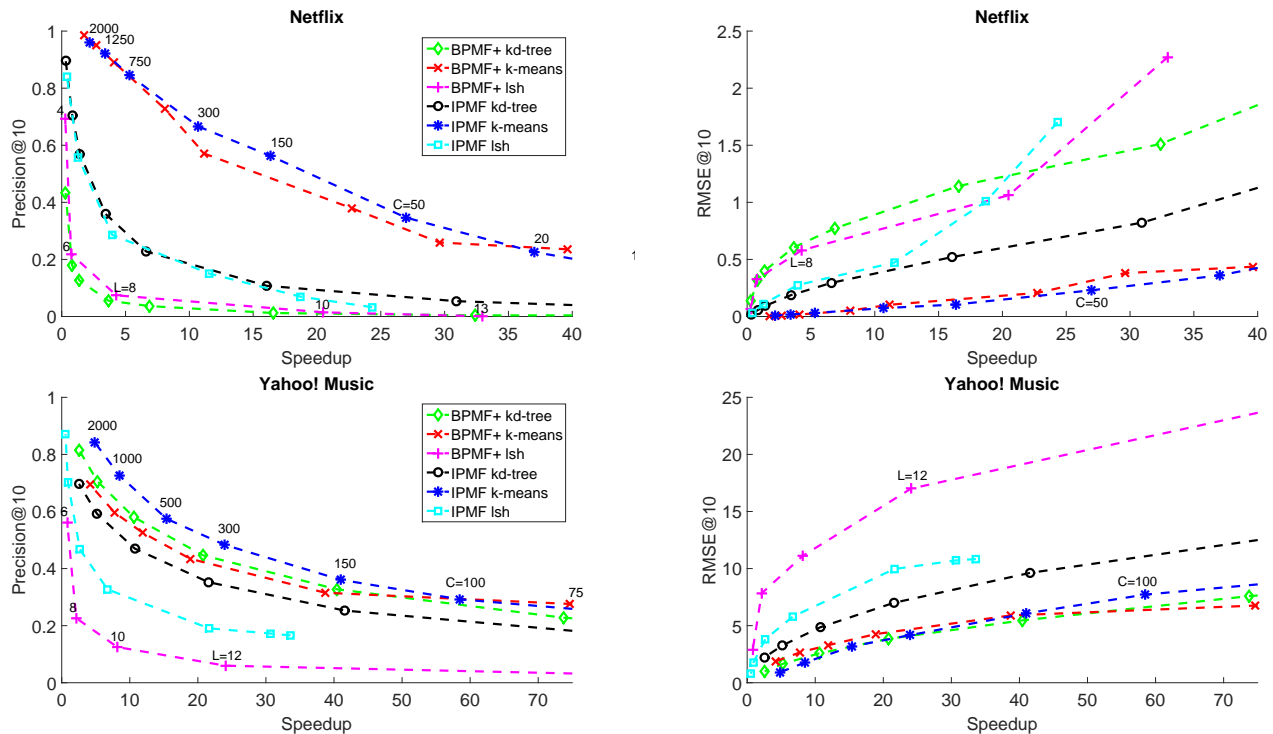 Netflix
Precision@10
1
0.8
0.6
0.4
0.2
0
2000
1250
750
300
150
C=50
20
1
4
6
L=8
10
13
BPMF+ kd-tree
BPMF+ k-means
BPMF+ lsh
IPMF kd-tree
IPMF k-means
IPMF lsh
0 5 10 15 20 25 30 35 40
Speedup
Netflix
RMSE@10
2.5
2
1.5
1
0.5
0
L=8
C=50
0 5 10 15 20 25 30 35 40
Speedup
Yahoo! Music
Precision@10
1
0.8
0.6
0.4
0.2
0
2000
1000
500
300
150
C=100
75
6
8
10
L=12
BPMF+ kd-tree
BPMF+ k-means
BPMF+ lsh
IPMF kd-tree
IPMF k-means
IPMF lsh
0 10 20 30 40 50 60 70
Speedup
Yahoo! Music
RMSE@10
25
20
15
10
5
0
L=12
C=100
0 10 20 30 40 50 60 70
Speedup